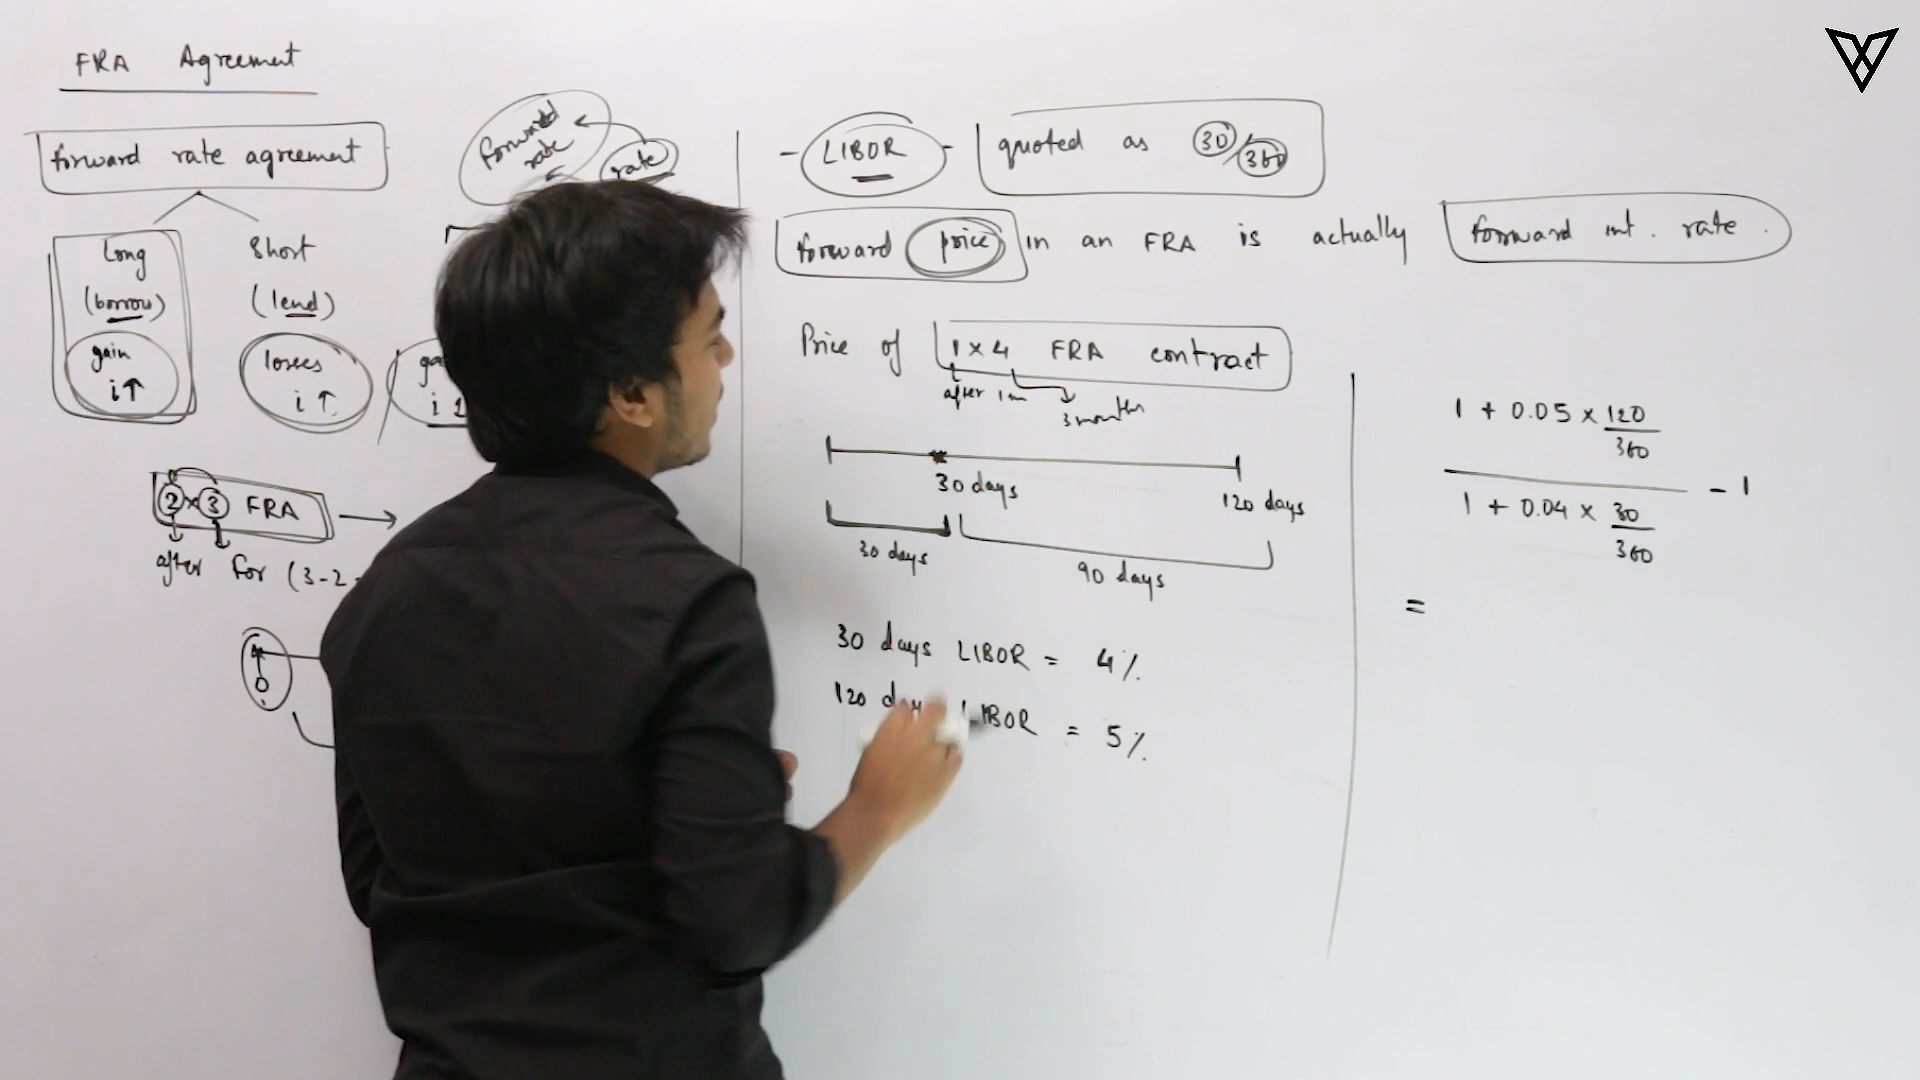 FRA Agreement
forward rate agreement
Long
(borrow)
gain
i↑
Short
(lend)
losses
i↑
i
2×3 FRA →
after for (3-2
0
forward
rate
rate
- LIBOR - quoted as 30/360
forward price in an FRA is actually forward int. rate.
Price of 1×4 FRA contract
after 1m
3 months
30 days
120 days
30 days
90 days
30 days LIBOR = 4%.
120 LIBOR = 5%.
1 + 0.05 × 120
360
- 1
1 + 0.04 × 30
360
=